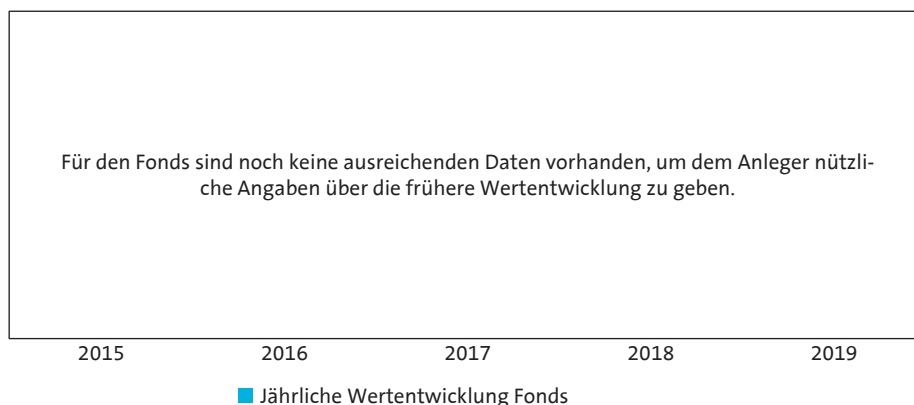 Für den Fonds sind noch keine ausreichenden Daten vorhanden, um dem Anleger nützli-
che Angaben über die frühere Wertentwicklung zu geben.
2015 2016 2017 2018 2019
Jährliche Wertentwicklung Fonds